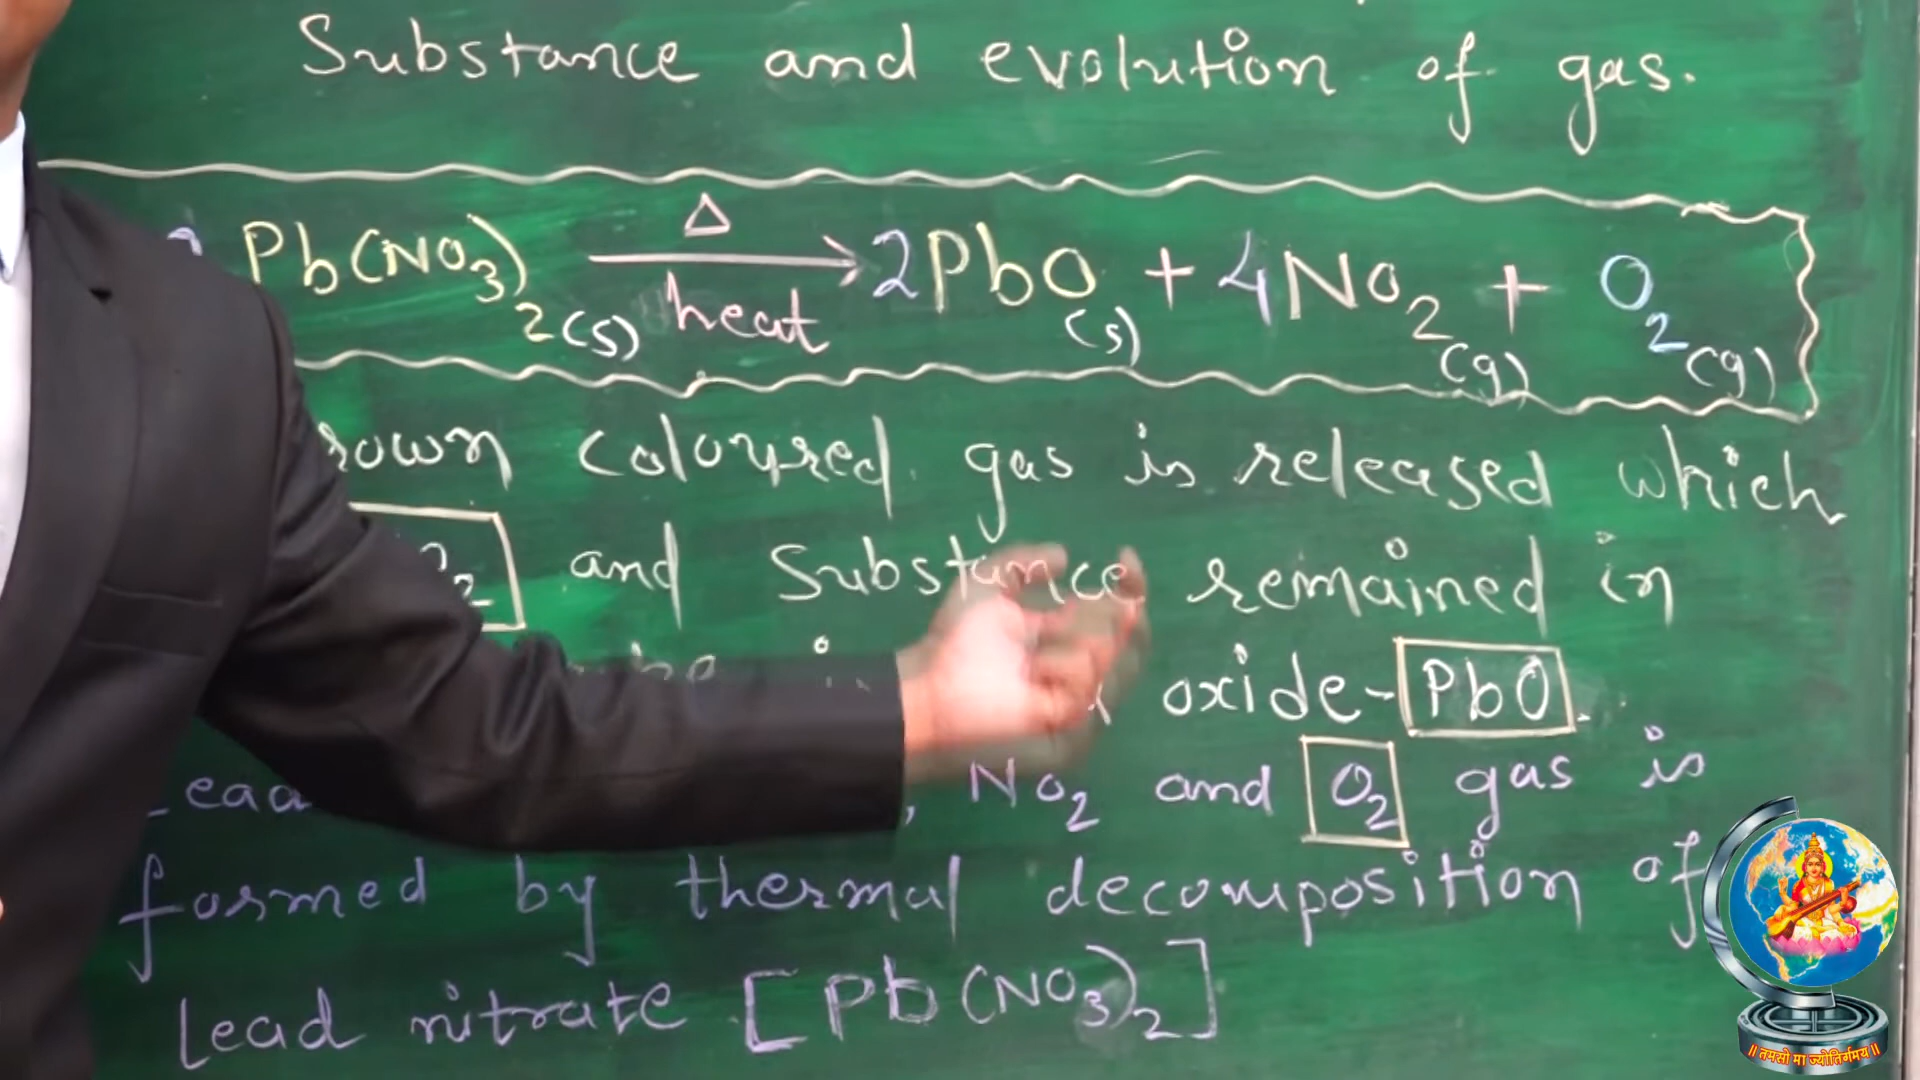 Substance and evolution of gas.
Pb(NO₃)₂(s) Δ heat → 2PbO(s) + 4NO₂(g) + O₂(g)
rown coloured gas is released which
and Substance remained in
oxide - PbO.
Lead , NO₂ and O₂ gas is
formed by thermal decomposition of
lead nitrate [Pb(NO₃)₂]
॥ तमसो मा ज्योतिर्गमय ॥